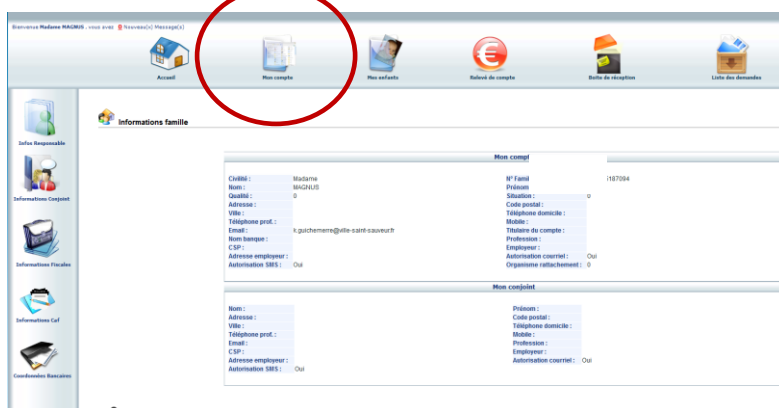 Bienvenue Madame MAGNUS , vous avez 0 Nouveau(x) Message(s)
Accueil
Mon compte
Mes enfants
Relevé de compte
Boite de réception
Liste des demandes
Infos Responsable
Informations Conjoint
Informations Fiscales
Informations Caf
Coordonnées Bancaires
Informations famille
Mon compt
Civilité : Madame N° Famil 187094
Nom : MAGNUS Prénom
Qualité : 0 Situation : o
Adresse : Code postal :
Ville : Téléphone domicile :
Téléphone prof. : Mobile :
Email : k.guichemerre@ville-saint-sauveur.fr Titulaire du compte :
Nom banque : Profession :
CSP : Employeur :
Adresse employeur : Autorisation courriel : Oui
Autorisation SMS : Oui Organisme rattachement : 0
Mon conjoint
Nom : Prénom :
Adresse : Code postal :
Ville : Téléphone domicile :
Téléphone prof. : Mobile :
Email : Profession :
CSP : Employeur :
Adresse employeur : Autorisation courriel : Oui
Autorisation SMS : Oui